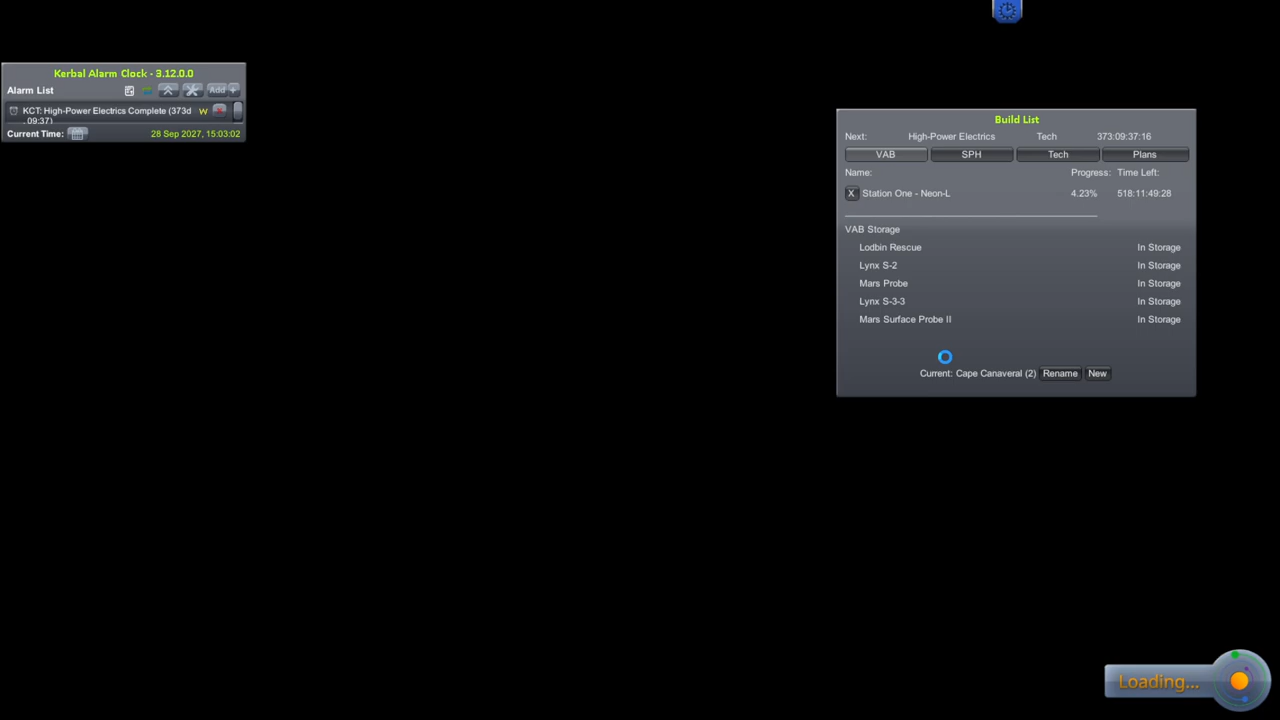 Kerbal Alarm Clock - 3.12.0.0
Alarm List Add +
KCT: High-Power Electrics Complete (373d W
, 09:37)
Current Time: 28 Sep 2027, 15:03:02
Build List
Next: High-Power Electrics Tech 373:09:37:16
VAB SPH Tech Plans
Name: Progress: Time Left:
X Station One - Neon-L 4.23% 518:11:49:28
VAB Storage
Lodbin Rescue In Storage
Lynx S-2 In Storage
Mars Probe In Storage
Lynx S-3-3 In Storage
Mars Surface Probe II In Storage
Current: Cape Canaveral (2) Rename New
Loading...